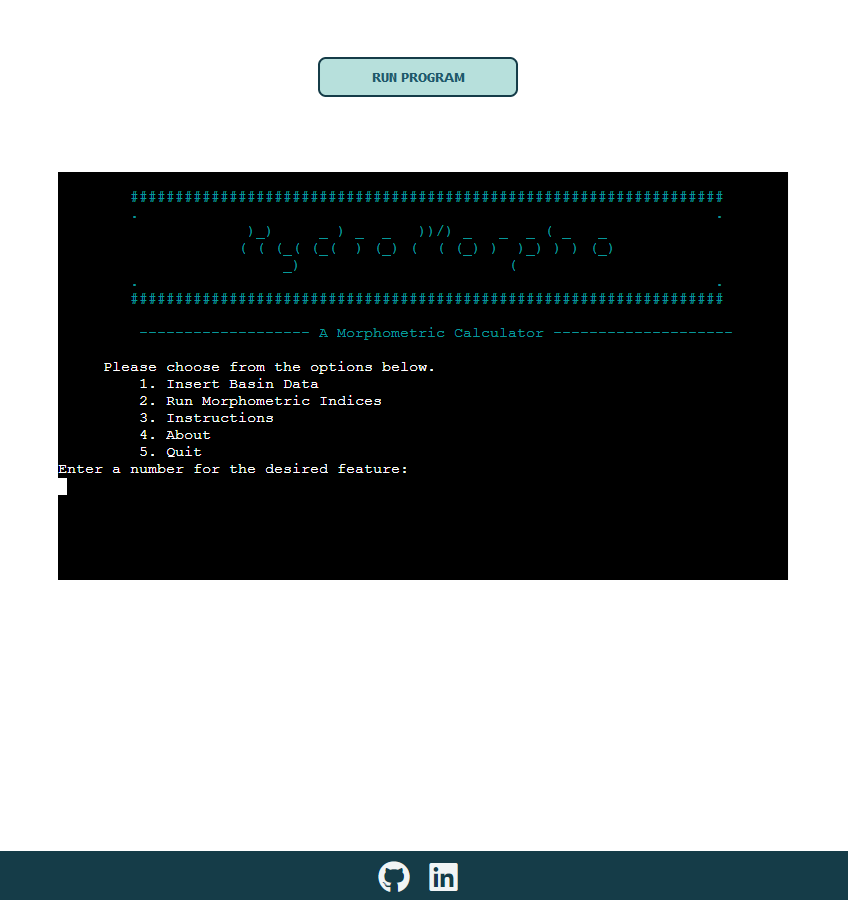 RUN PROGRAM
##################################################################
.                                                                .
             )_)     _ ) _  _   ))/) _   _  _ ( _   _
            ( ( (_( (_(  ) (_) (  ( (_) )  )_) ) ) (_)
                 _)                       (
.                                                                .
##################################################################
------------------- A Morphometric Calculator --------------------
Please choose from the options below.
1. Insert Basin Data
2. Run Morphometric Indices
3. Instructions
4. About
5. Quit
Enter a number for the desired feature:
in